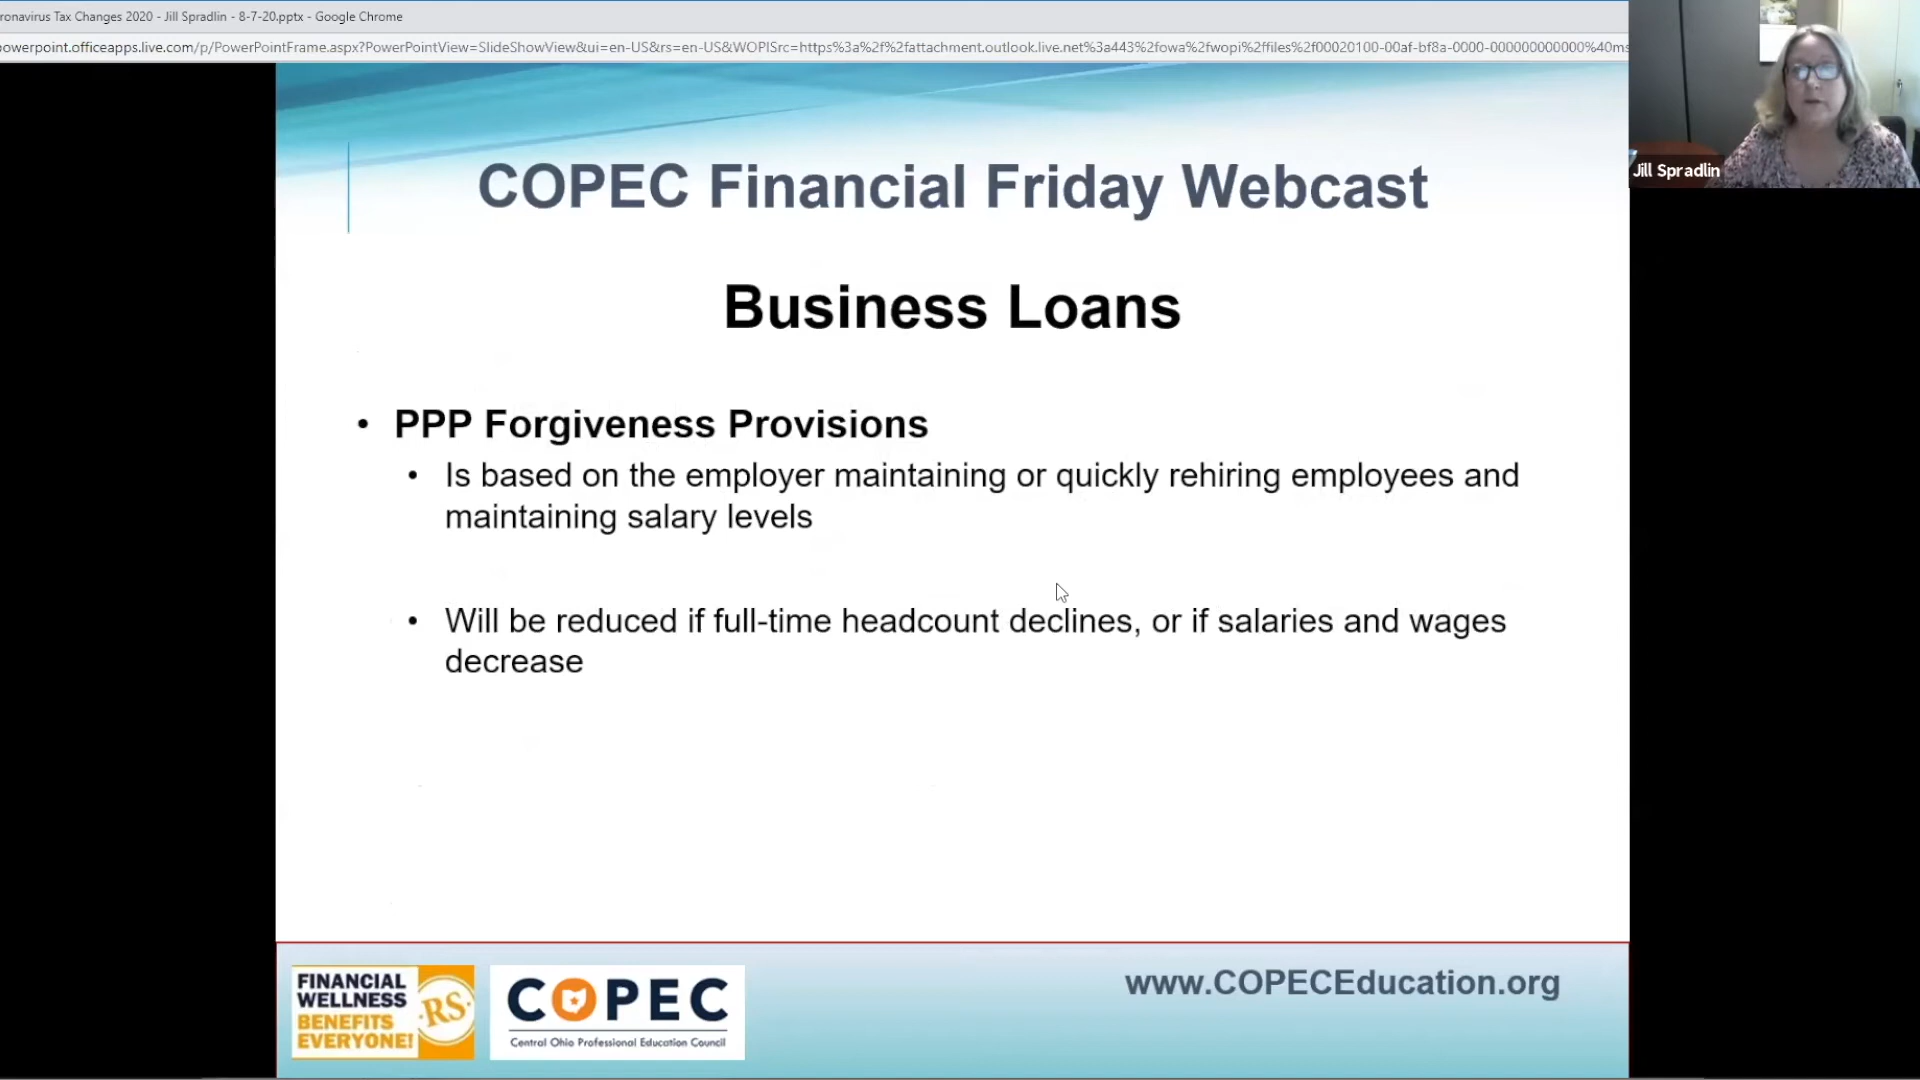 ronavirus Tax Changes 2020 - Jill Spradlin - 8-7-20.pptx - Google Chrome
powerpoint.officeapps.live.com/p/PowerPointFrame.aspx?PowerPointView=SlideShowView&ui=en-US&rs=en-US&WOPISrc=https%3a%2f%2fattachment.outlook.live.net%3a443%2fowa%2fwopi%2ffiles%2f00020100-00af-bf8a-0000-000000000000%40ms
Jill Spradlin
COPEC Financial Friday Webcast
Business Loans
• PPP Forgiveness Provisions
• Is based on the employer maintaining or quickly rehiring employees and
maintaining salary levels
• Will be reduced if full-time headcount declines, or if salaries and wages
decrease
FINANCIAL
WELLNESS
BENEFITS
EVERYONE!
RS
COPEC
Central Ohio Professional Education Council
www.COPECEducation.org